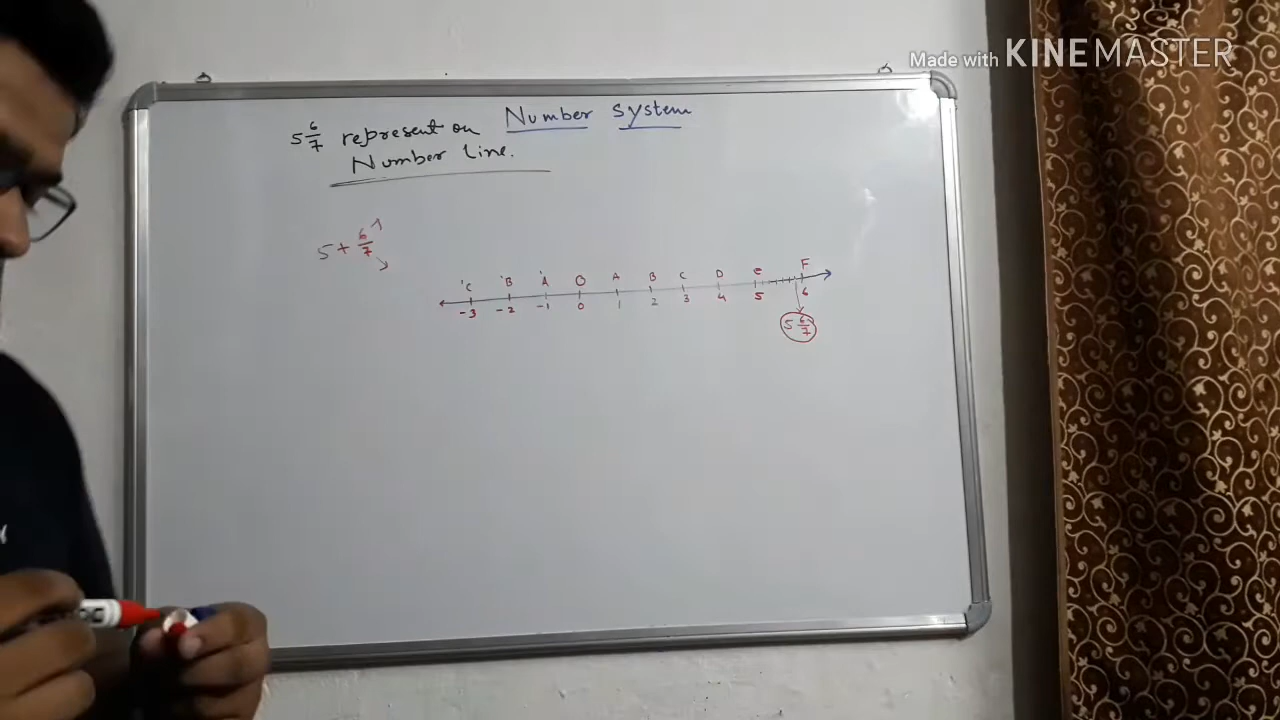 Made with KINEMASTER
Number system
5 6/7 represent on
Number line.
5 + 6/7
'C 'B 'A O A B C D e F
-3 -2 -1 0 1 2 3 4 5 6
5 6/7